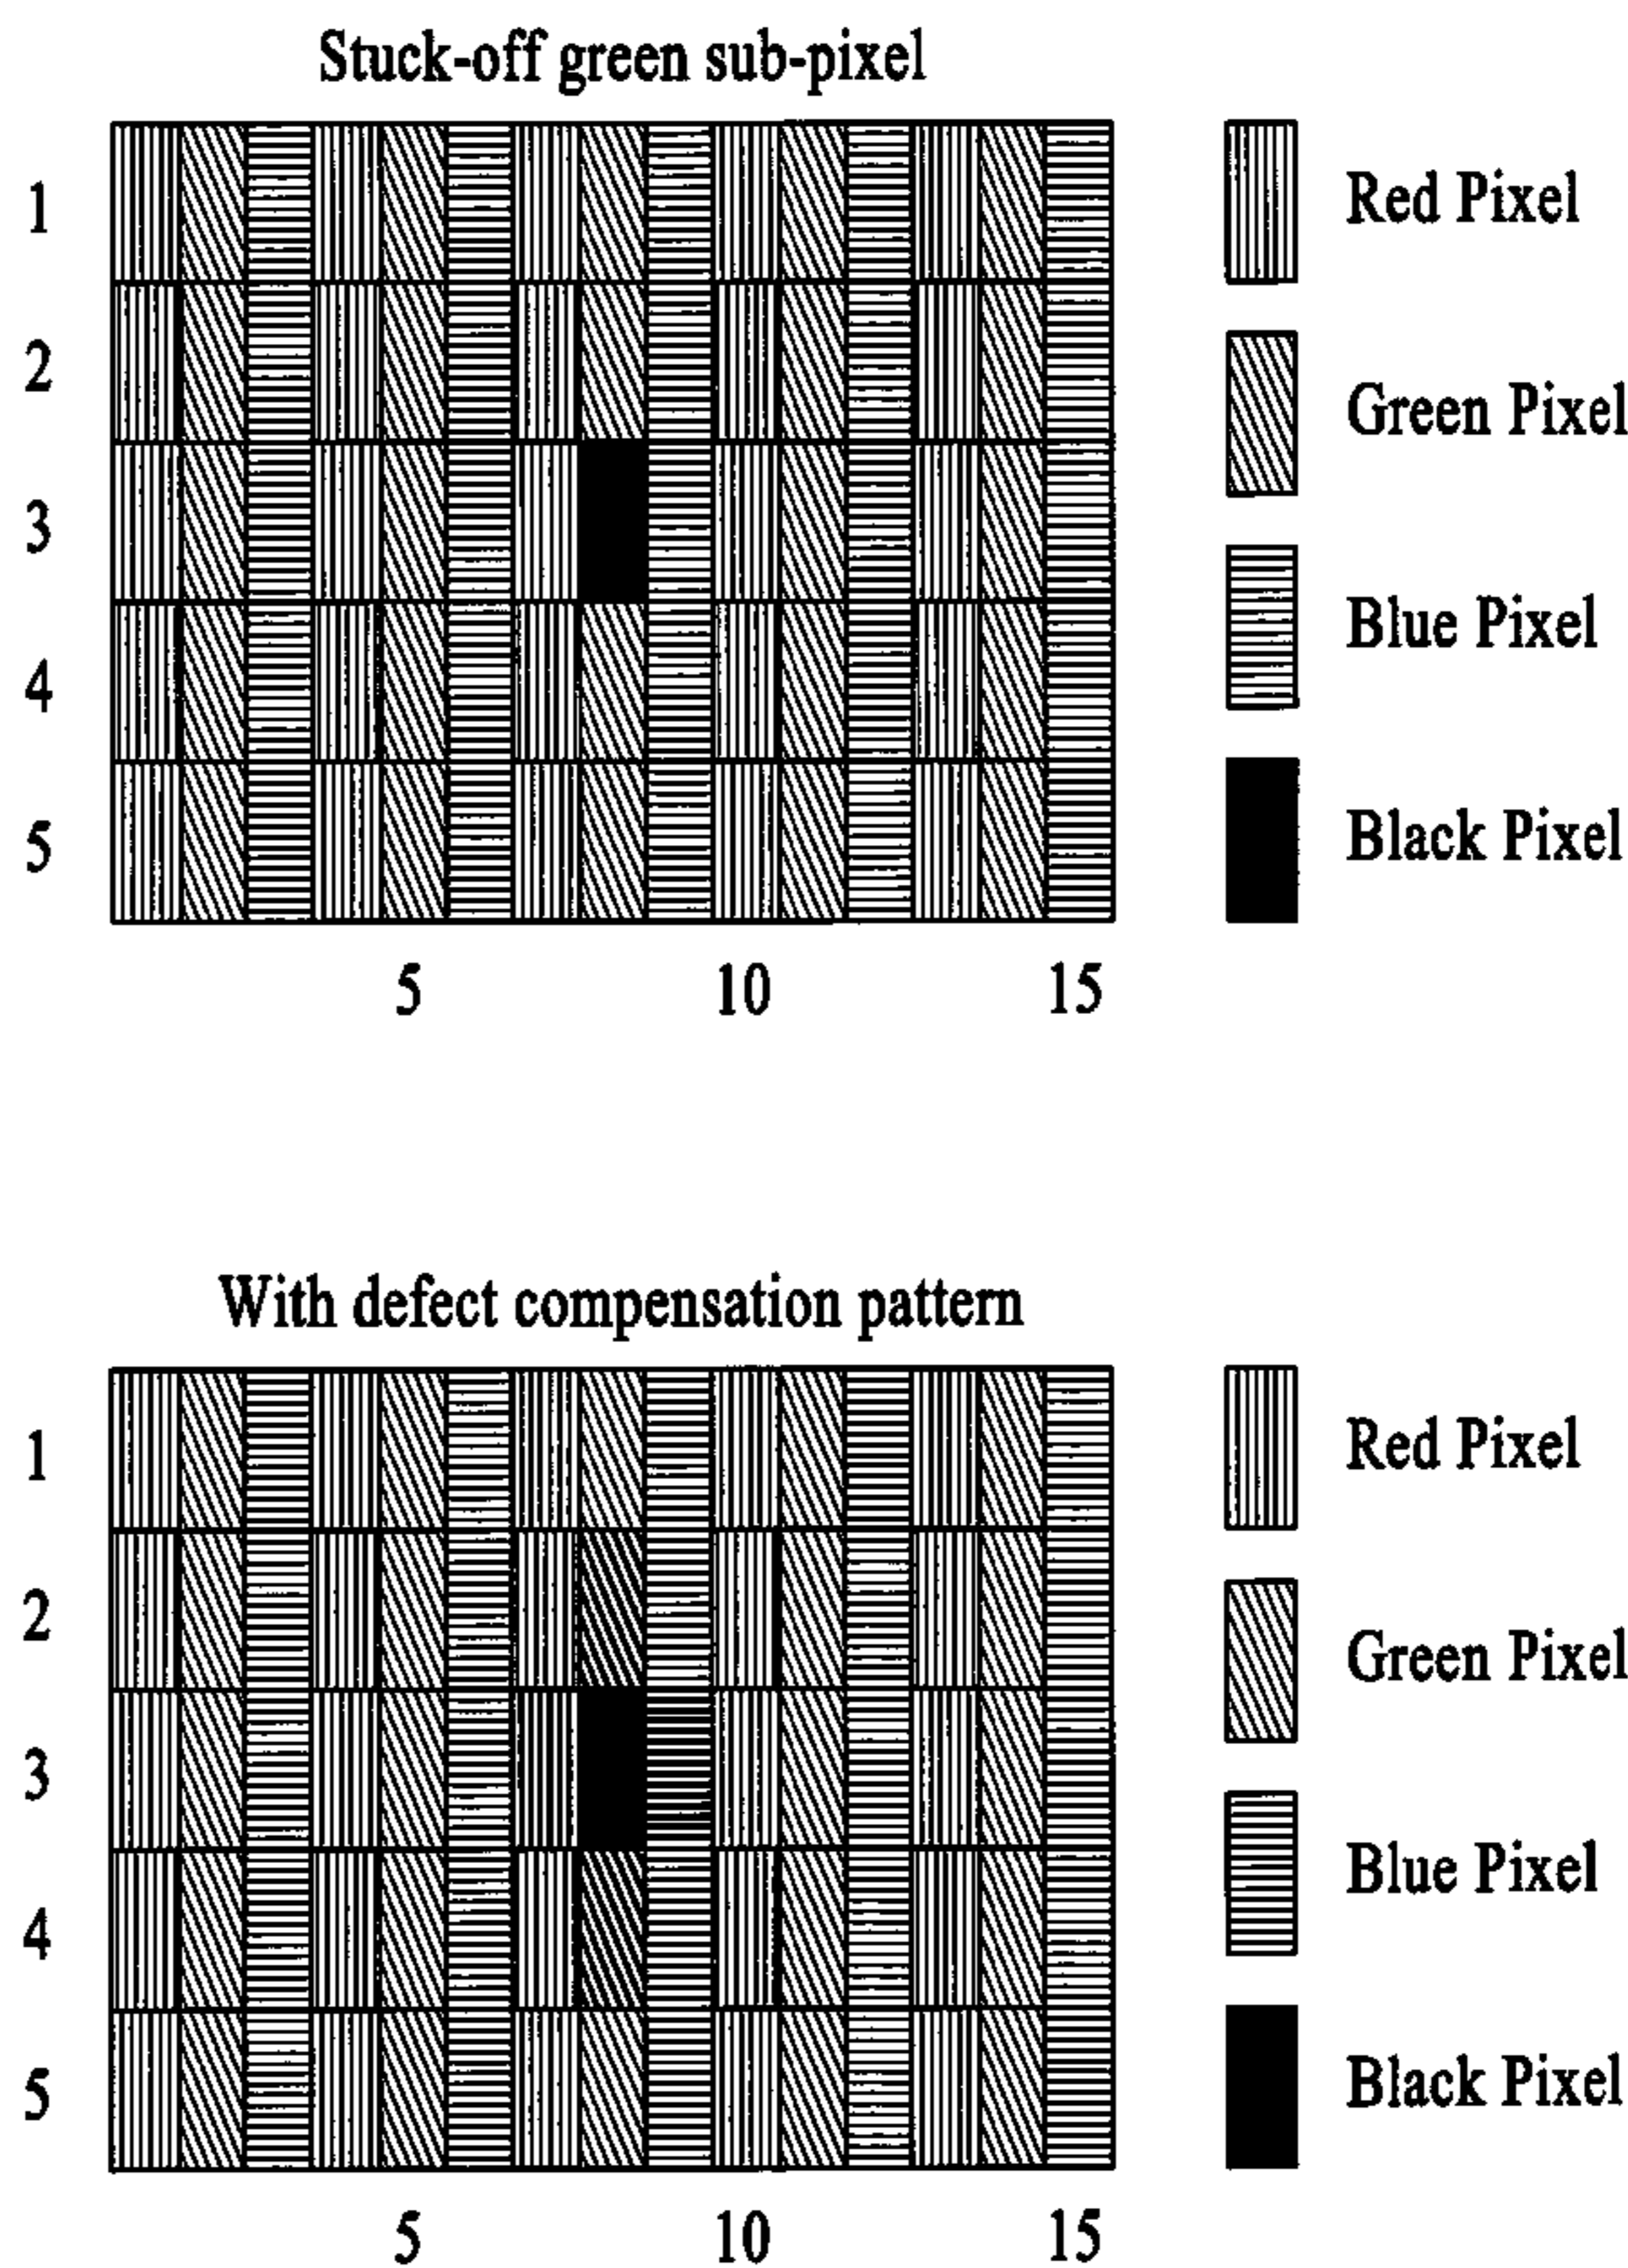 Stuck-off green sub-pixel
1
2
3
4
5
5 10 15
Red Pixel
Green Pixel
Blue Pixel
Black Pixel
With defect compensation pattern
1
2
3
4
5
5 10 15
Red Pixel
Green Pixel
Blue Pixel
Black Pixel